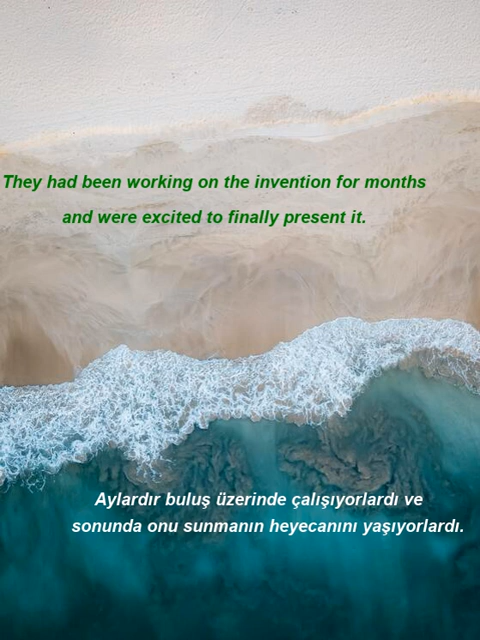 They had been working on the invention for months
and were excited to finally present it.
Aylardır buluş üzerinde çalışıyorlardı ve
sonunda onu sunmanın heyecanını yaşıyorlardı.